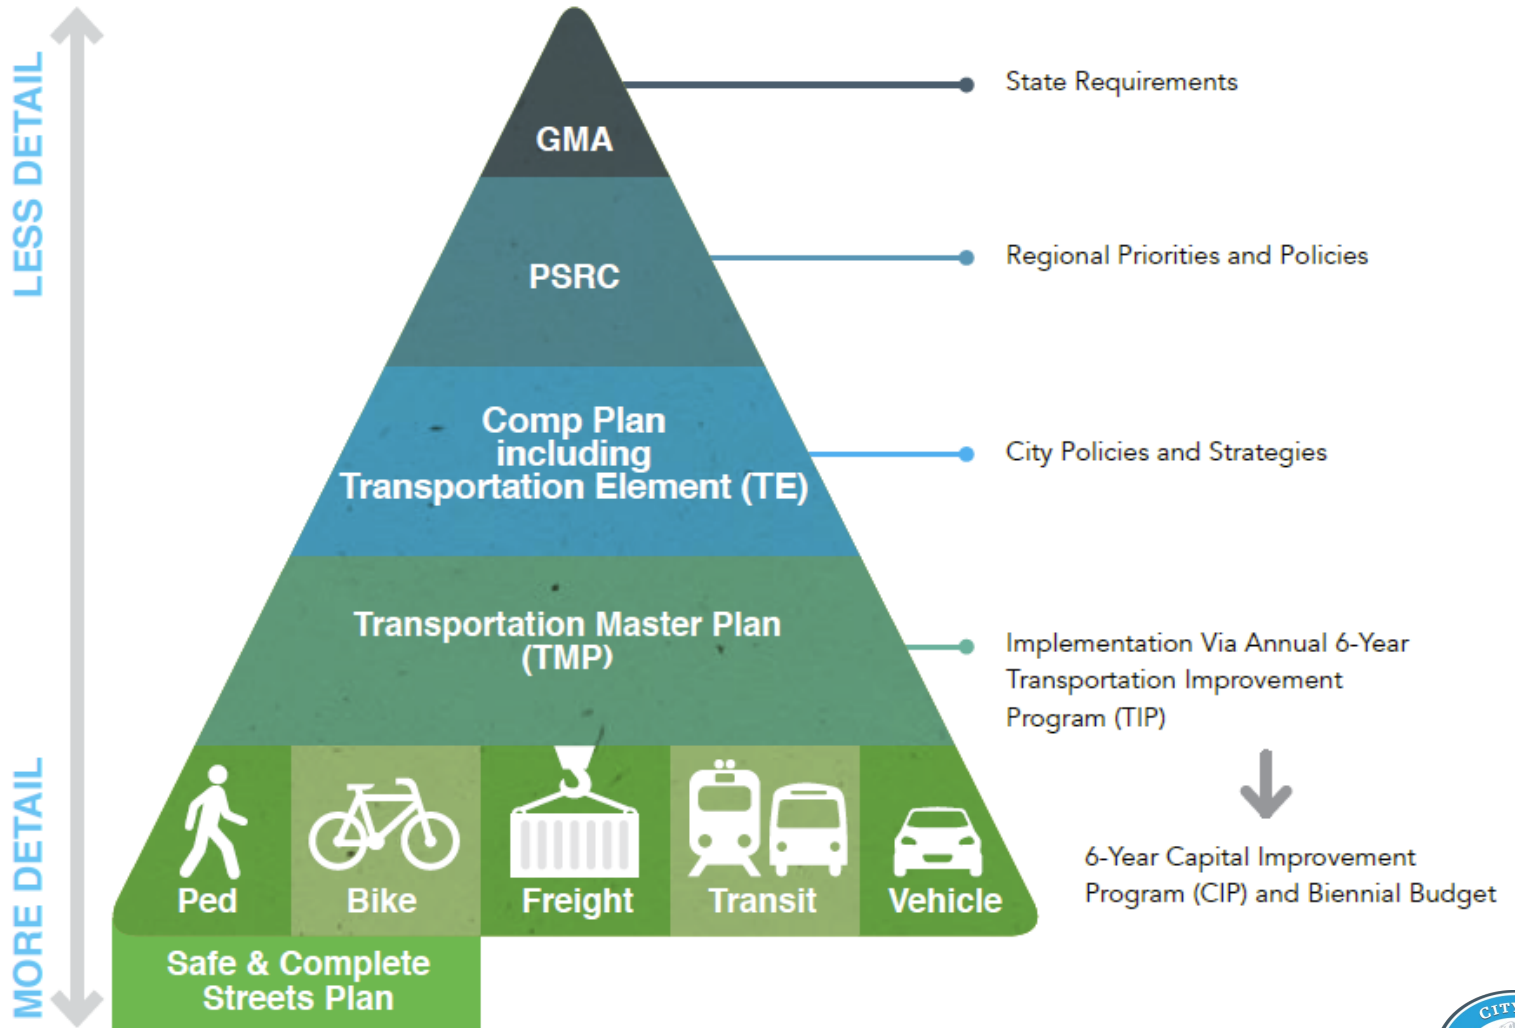 LESS DETAIL
MORE DETAIL
GMA
State Requirements
PSRC
Regional Priorities and Policies
Comp Plan
including
Transportation Element (TE)
City Policies and Strategies
Transportation Master Plan
(TMP)
Implementation Via Annual 6-Year
Transportation Improvement
Program (TIP)
6-Year Capital Improvement
Program (CIP) and Biennial Budget
Ped
Bike
Freight
Transit
Vehicle
Safe & Complete
Streets Plan
CITY